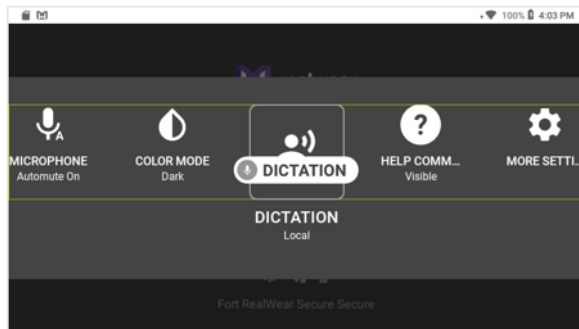 100% 4:03 PM
realwear
MICROPHONE
Automute On
COLOR MODE
Dark
DICTATION
HELP COMM...
Visible
MORE SETTI...
DICTATION
Local
Fort RealWear Secure Secure